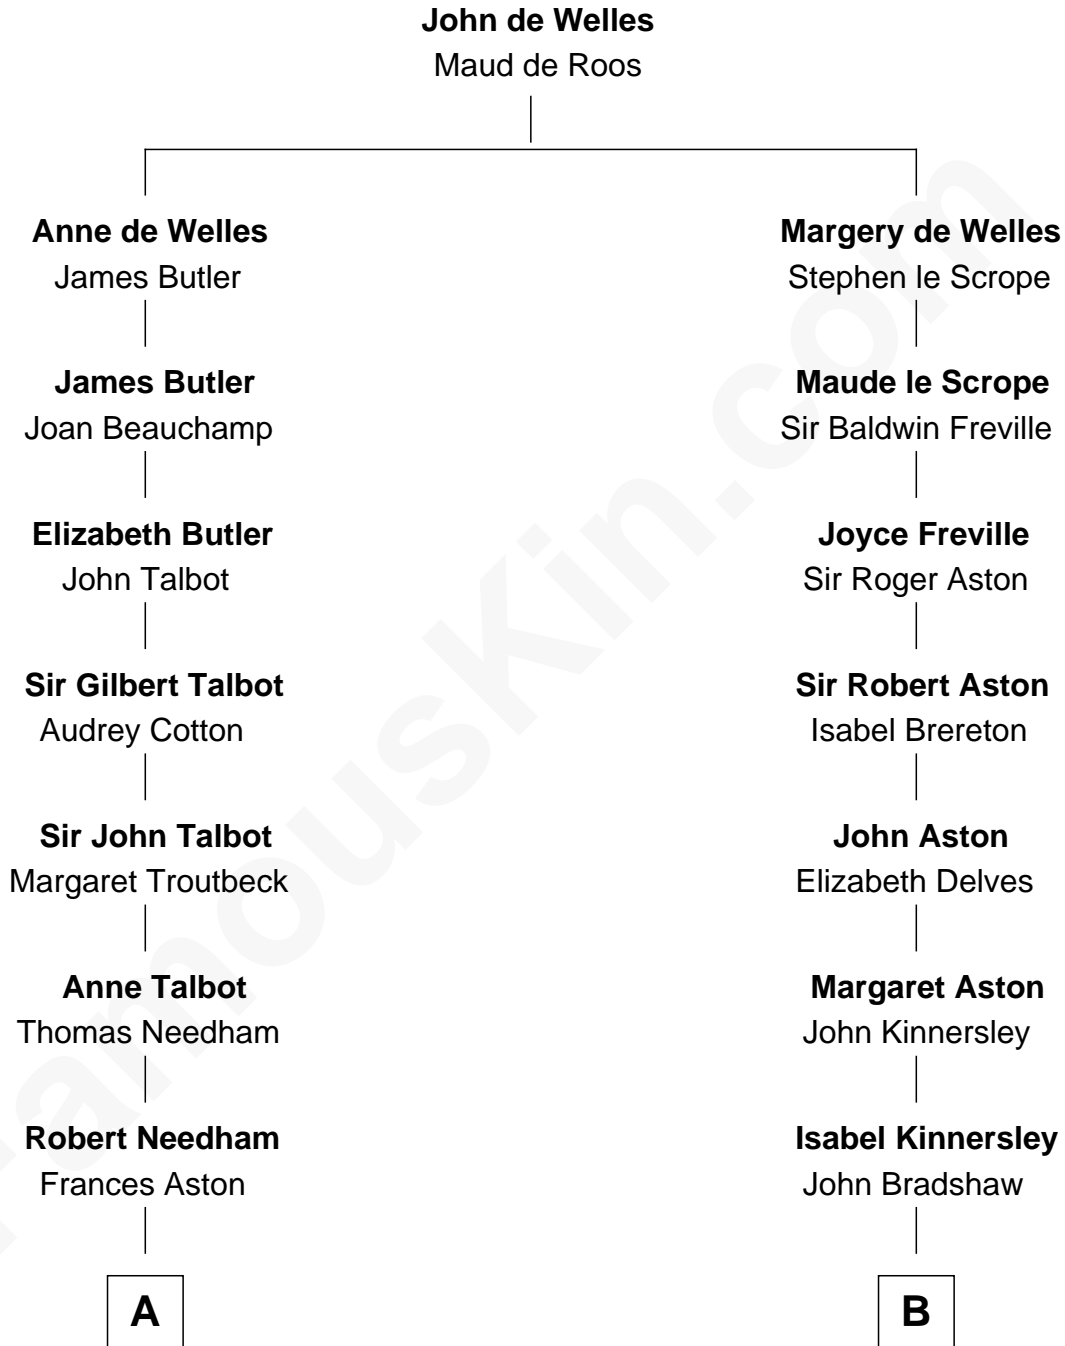 John de Welles
Maud de Roos
Anne de Welles
James Butler
James Butler
Joan Beauchamp
Elizabeth Butler
John Talbot
Sir Gilbert Talbot
Audrey Cotton
Sir John Talbot
Margaret Troutbeck
Anne Talbot
Thomas Needham
Robert Needham
Frances Aston
A
Margery de Welles
Stephen le Scrope
Maude le Scrope
Sir Baldwin Freville
Joyce Freville
Sir Roger Aston
Sir Robert Aston
Isabel Brereton
John Aston
Elizabeth Delves
Margaret Aston
John Kinnersley
Isabel Kinnersley
John Bradshaw
B
FamousKin.com